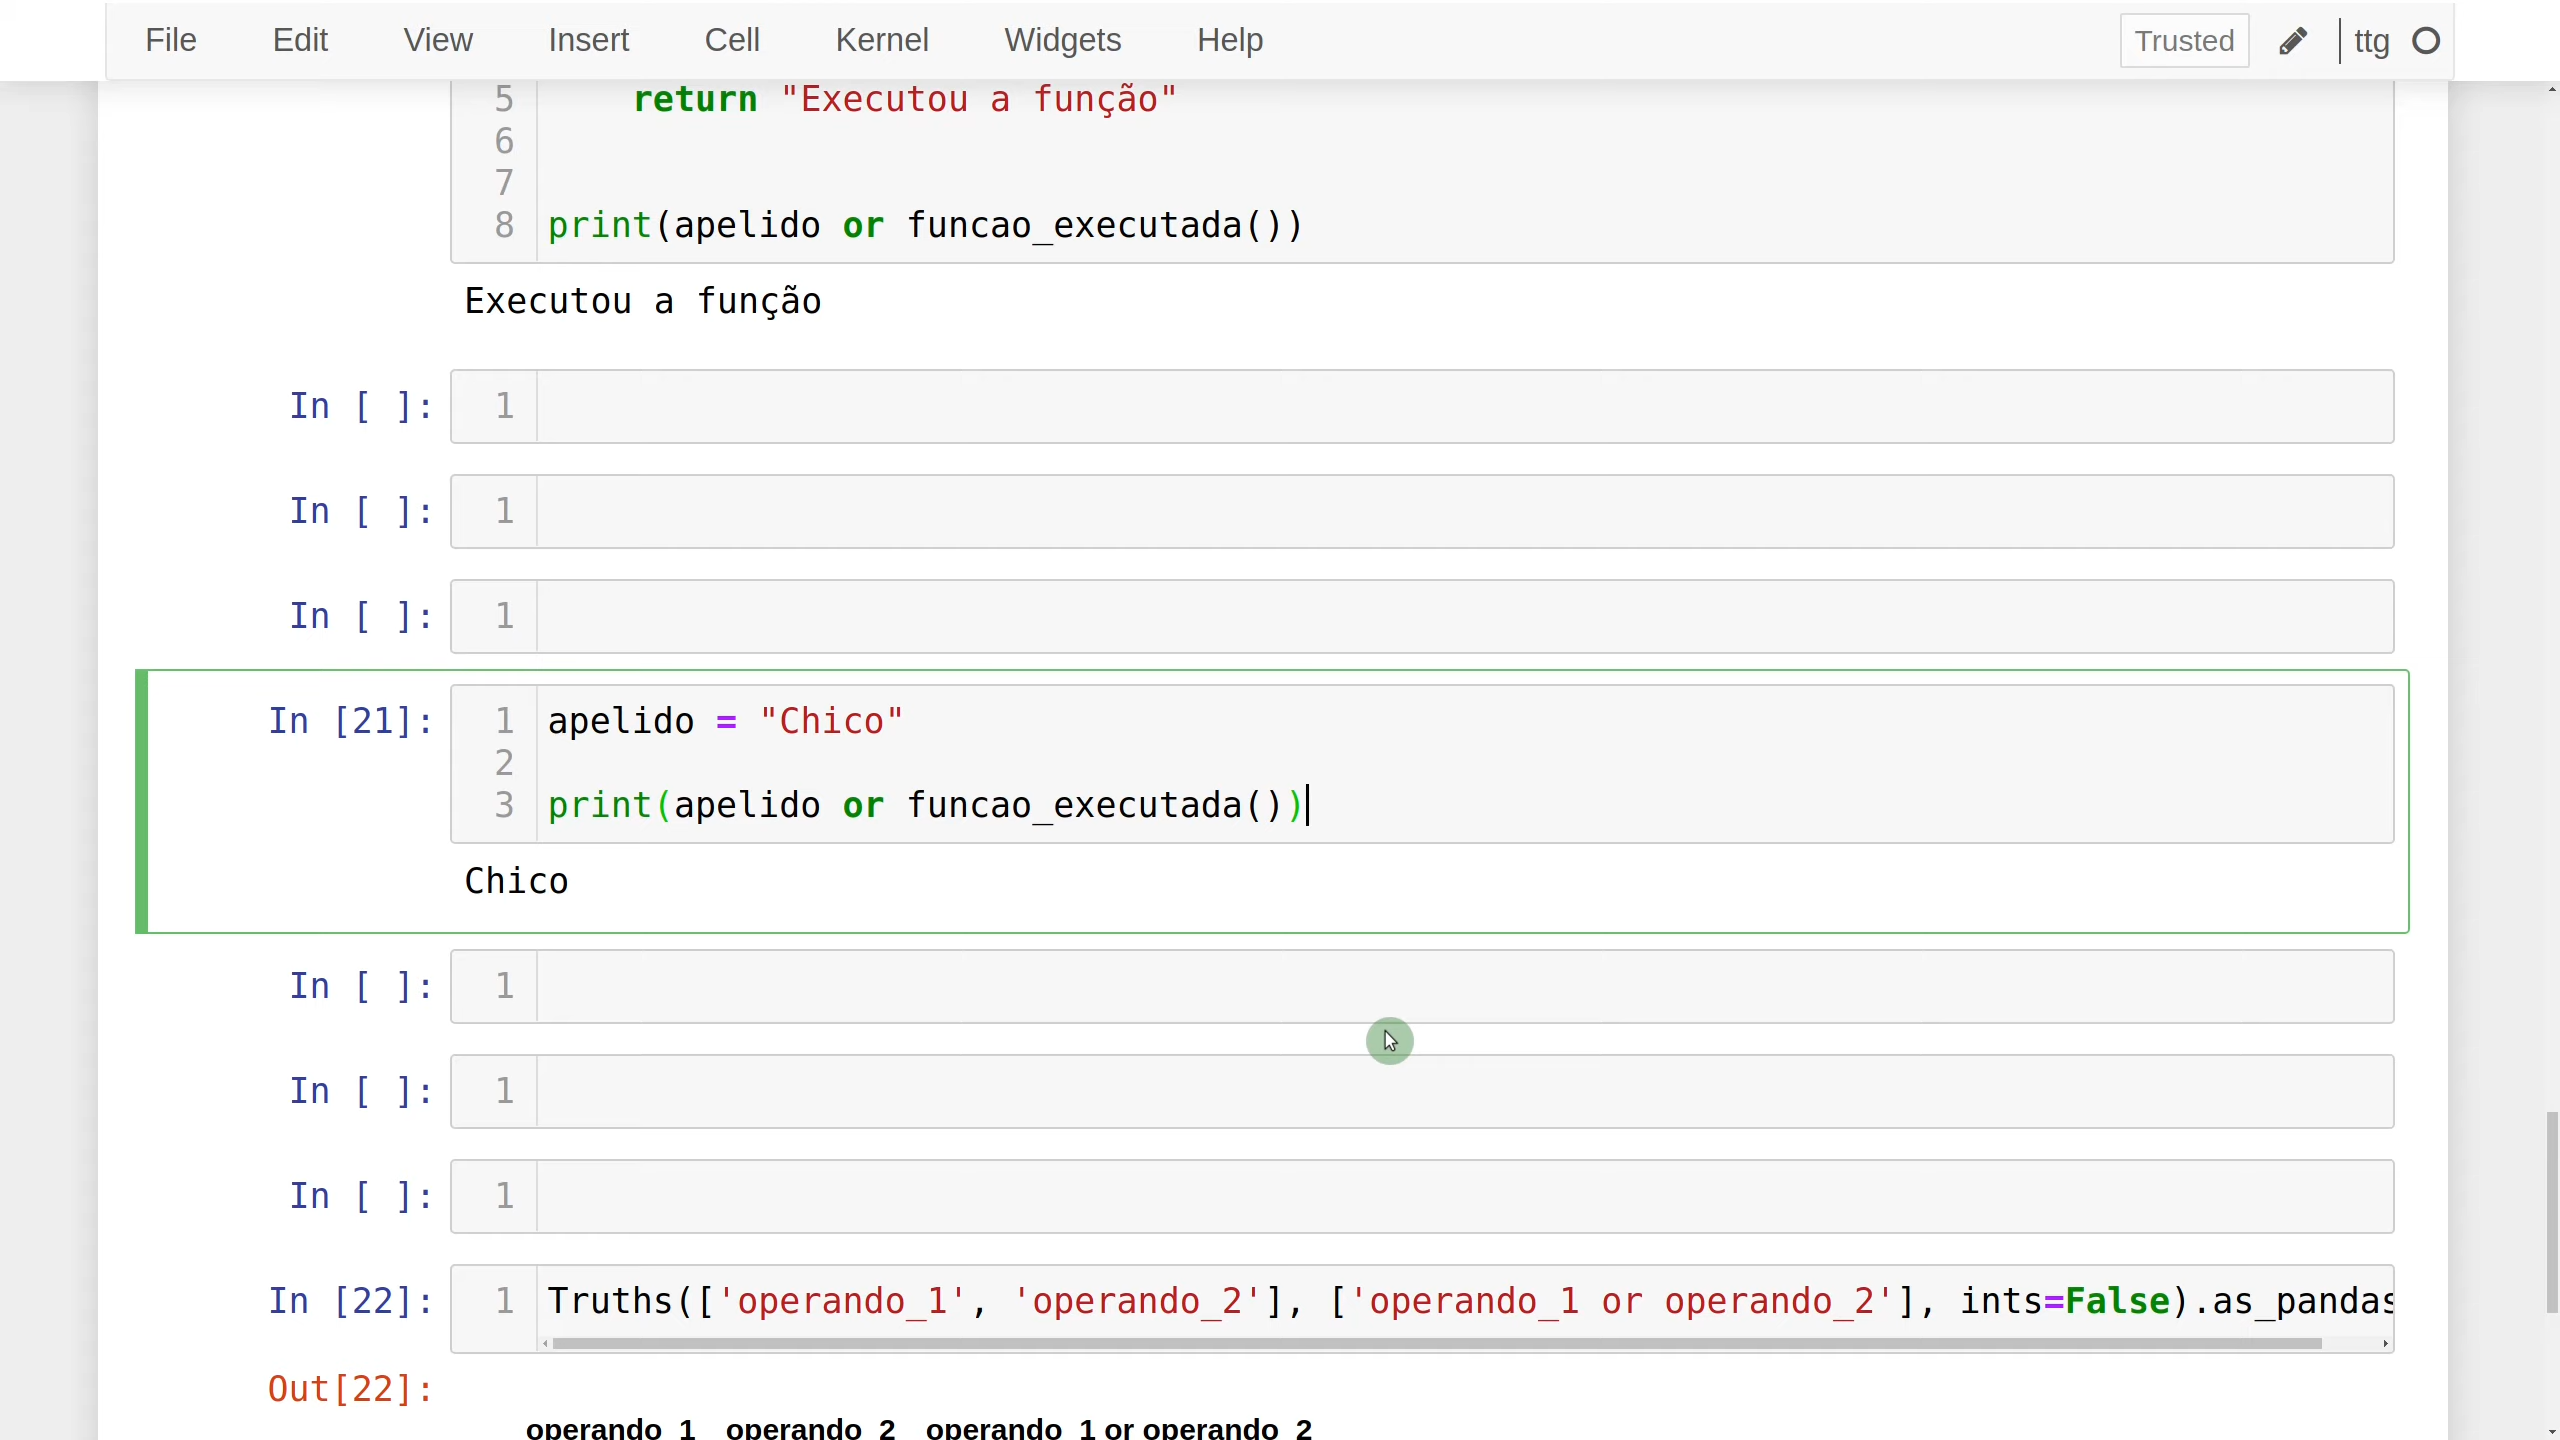 File Edit View Insert Cell Kernel Widgets Help Trusted ttg
5 return "Executou a função"
6
7
8 print(apelido or funcao_executada())
Executou a função
In [ ]: 1
In [ ]: 1
In [ ]: 1
In [21]: 1 apelido = "Chico"
2
3 print(apelido or funcao_executada())
Chico
In [ ]: 1
In [ ]: 1
In [ ]: 1
In [22]: 1 Truths(['operando_1', 'operando_2'], ['operando_1 or operando_2'], ints=False).as_pandas
Out[22]:
operando_1 operando_2 operando_1 or operando_2